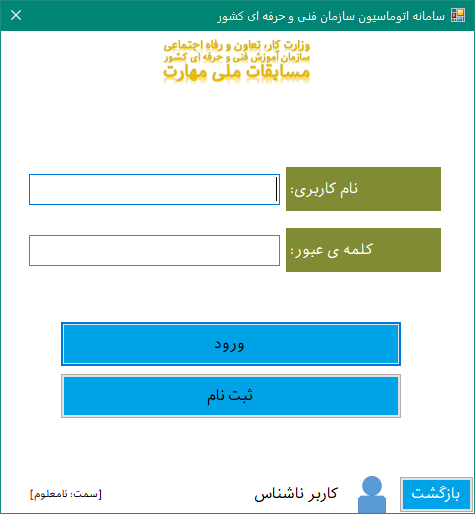 سامانه اتوماسیون سازمان فنی و حرفه ای کشور
وزارت کار، تعاون و رفاه اجتماعی
سازمان آموزش فنی و حرفه ای کشور
مسابقات ملی مهارت
نام کاربری:
کلمه ی عبور:
ورود
ثبت نام
بازگشت
کاربر ناشناس
[سمت: نامعلوم]